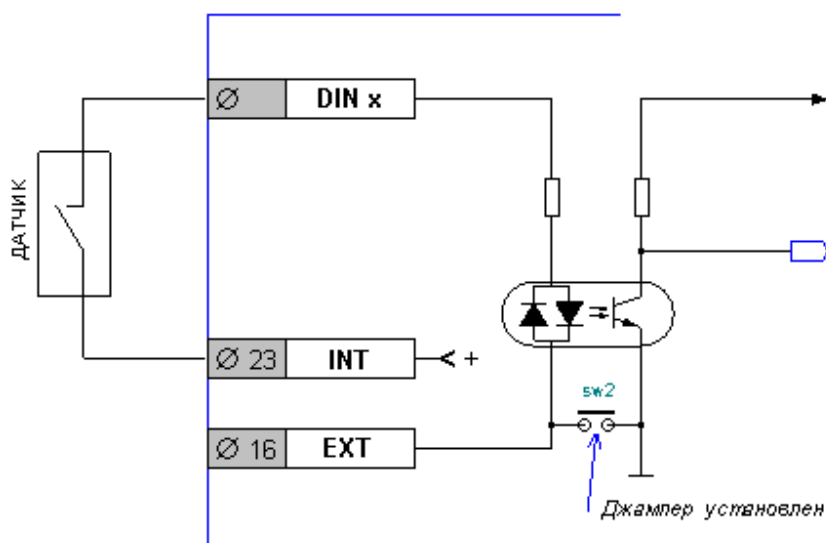 Ø DIN x
ДАТЧИК
Ø 23 INT +
sw2
Ø 16 EXT
Джампер установлен